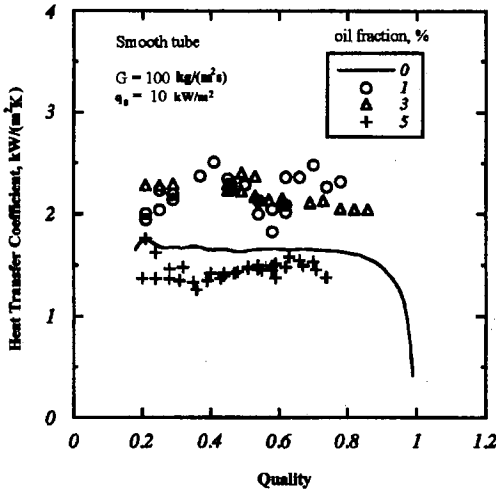 Smooth tube
G = 100 kg/(m²s)
qs = 10 kW/m²
oil fraction, %
0
1
3
5
Heat Transfer Coefficient, kW/(m²K)
4
3
2
1
0
0 0.2 0.4 0.6 0.8 1 1.2
Quality